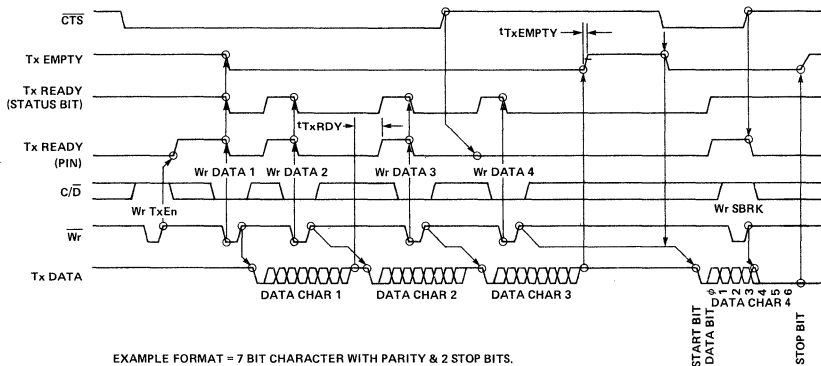 CTS
tTxEMPTY
Tx EMPTY
Tx READY
(STATUS BIT)
tTxRDY
Tx READY
(PIN)
Wr DATA 1 Wr DATA 2 Wr DATA 3 Wr DATA 4
C/D
Wr TxEn
Wr SBRK
Wr
Tx DATA
DATA CHAR 1 DATA CHAR 2 DATA CHAR 3 DATA CHAR 4
START BIT
DATA BIT
ϕ 1 2 3 4 5 6
STOP BIT
EXAMPLE FORMAT = 7 BIT CHARACTER WITH PARITY & 2 STOP BITS.